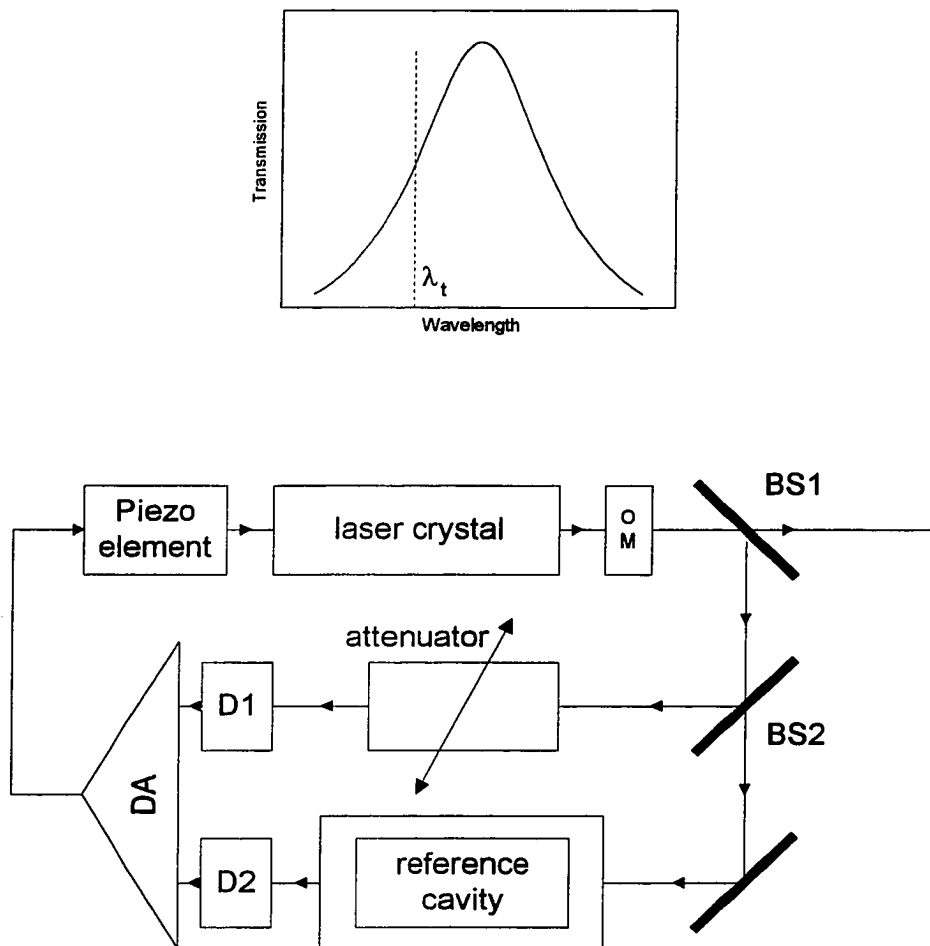 Transmission
λt
Wavelength
Piezo
element
laser crystal
O
M
BS1
attenuator
D1
BS2
DA
D2
reference
cavity